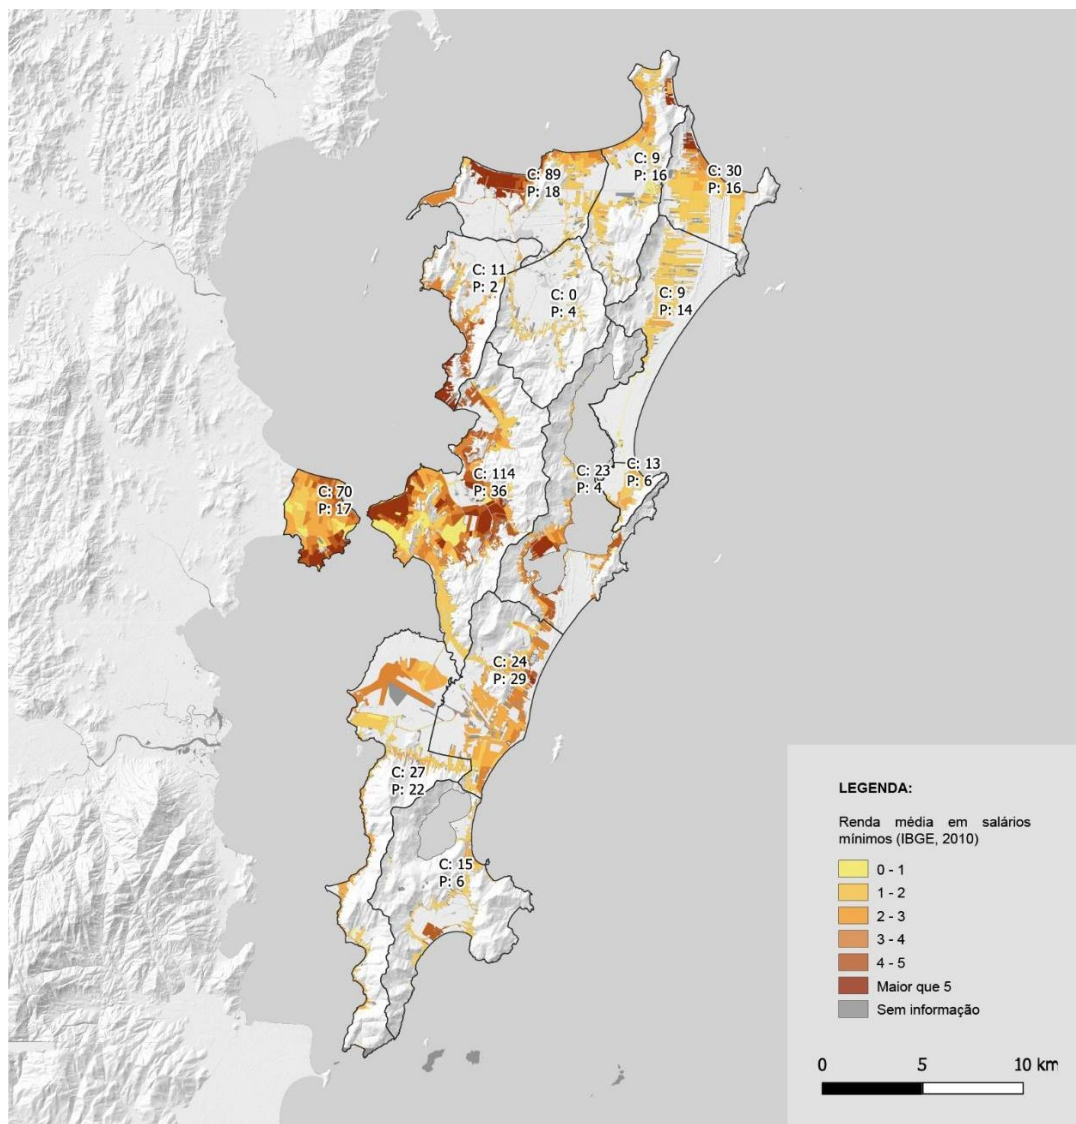 C: 9
P: 16
C: 30
P: 16
C: 89
P: 18
C: 11
P: 2
C: 0
P: 4
C: 9
P: 14
C: 13
P: 6
C: 23
P: 4
C: 114
P: 36
C: 70
P: 17
C: 24
P: 29
C: 27
P: 22
C: 15
P: 6
LEGENDA:
Renda média em salários
mínimos (IBGE, 2010)
0 - 1
1 - 2
2 - 3
3 - 4
4 - 5
Maior que 5
Sem informação
0 5 10 km